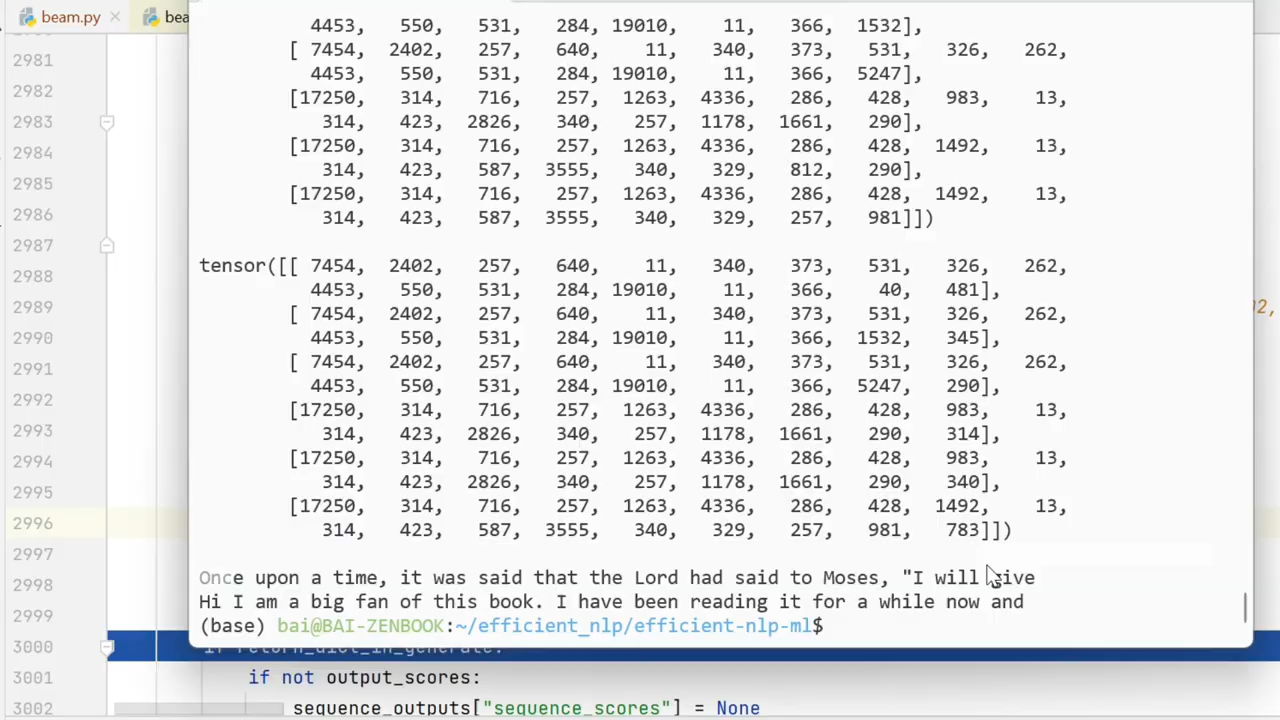 beam.py
bea
2981
2982
2983
2984
2985
2986
2987
2988
2989
2990
2991
2992
2993
2994
2995
2996
2997
2998
2999
3000
3001
3002
4453, 550, 531, 284, 19010, 11, 366, 1532],
[ 7454, 2402, 257, 640, 11, 340, 373, 531, 326, 262,
4453, 550, 531, 284, 19010, 11, 366, 5247],
[17250, 314, 716, 257, 1263, 4336, 286, 428, 983, 13,
314, 423, 2826, 340, 257, 1178, 1661, 290],
[17250, 314, 716, 257, 1263, 4336, 286, 428, 1492, 13,
314, 423, 587, 3555, 340, 329, 812, 290],
[17250, 314, 716, 257, 1263, 4336, 286, 428, 1492, 13,
314, 423, 587, 3555, 340, 329, 257, 981]])
tensor([[ 7454, 2402, 257, 640, 11, 340, 373, 531, 326, 262,
4453, 550, 531, 284, 19010, 11, 366, 40, 481],
[ 7454, 2402, 257, 640, 11, 340, 373, 531, 326, 262,
4453, 550, 531, 284, 19010, 11, 366, 1532, 345],
[ 7454, 2402, 257, 640, 11, 340, 373, 531, 326, 262,
4453, 550, 531, 284, 19010, 11, 366, 5247, 290],
[17250, 314, 716, 257, 1263, 4336, 286, 428, 983, 13,
314, 423, 2826, 340, 257, 1178, 1661, 290, 314],
[17250, 314, 716, 257, 1263, 4336, 286, 428, 983, 13,
314, 423, 2826, 340, 257, 1178, 1661, 290, 340],
[17250, 314, 716, 257, 1263, 4336, 286, 428, 1492, 13,
314, 423, 587, 3555, 340, 329, 257, 981, 783]])
Once upon a time, it was said that the Lord had said to Moses, "I will give
Hi I am a big fan of this book. I have been reading it for a while now and
(base) bai@BAI-ZENBOOK:~/efficient_nlp/efficient-nlp-ml$
if return_dict_in_generate:
if not output_scores:
sequence_outputs["sequence_scores"] = None